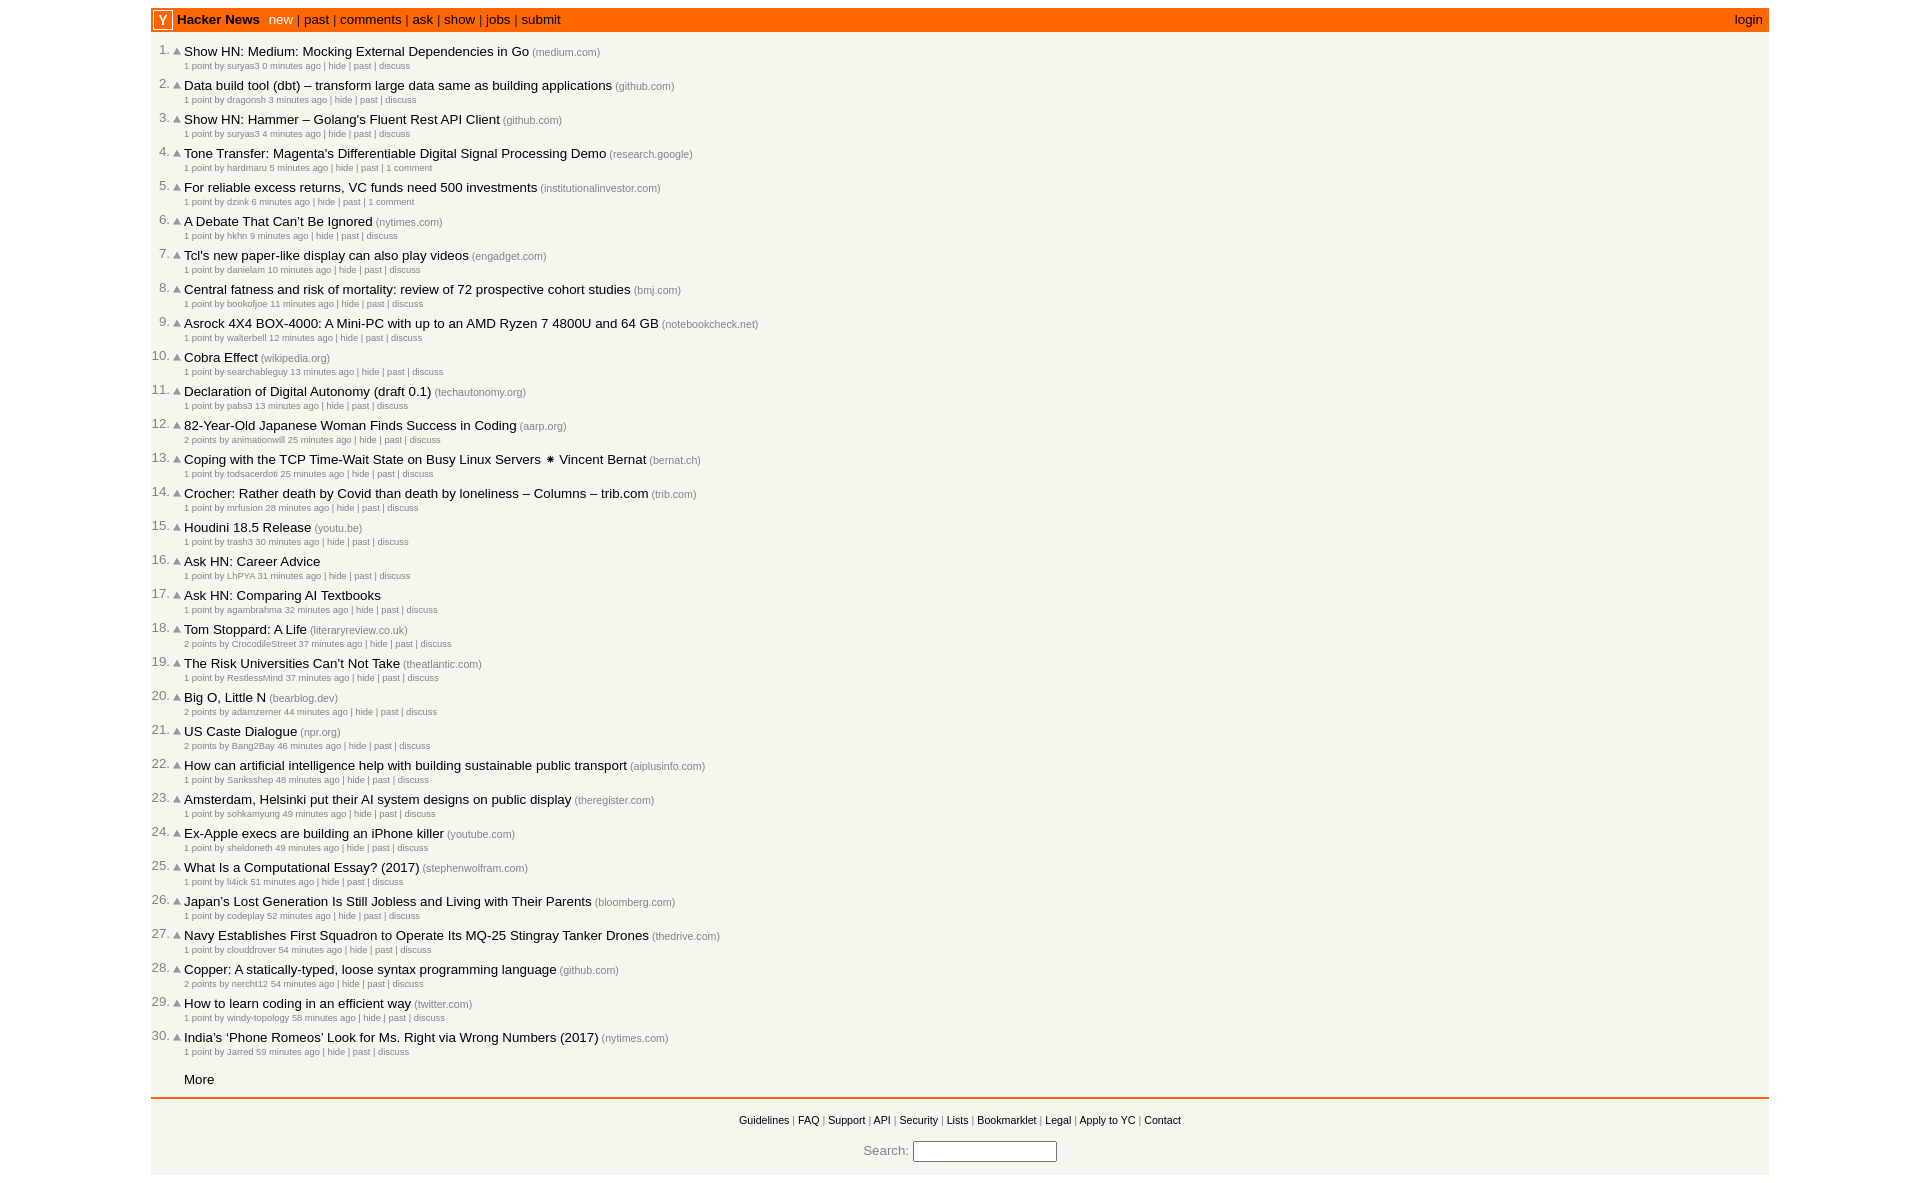 Y Hacker News new | past | comments | ask | show | jobs | submit login
1. Show HN: Medium: Mocking External Dependencies in Go (medium.com)
1 point by suryas3 0 minutes ago | hide | past | discuss
2. Data build tool (dbt) – transform large data same as building applications (github.com)
1 point by dragonsh 3 minutes ago | hide | past | discuss
3. Show HN: Hammer – Golang's Fluent Rest API Client (github.com)
1 point by suryas3 4 minutes ago | hide | past | discuss
4. Tone Transfer: Magenta's Differentiable Digital Signal Processing Demo (research.google)
1 point by hardmaru 5 minutes ago | hide | past | 1 comment
5. For reliable excess returns, VC funds need 500 investments (institutionalinvestor.com)
1 point by dzink 6 minutes ago | hide | past | 1 comment
6. A Debate That Can’t Be Ignored (nytimes.com)
1 point by hkhn 9 minutes ago | hide | past | discuss
7. Tcl's new paper-like display can also play videos (engadget.com)
1 point by danielam 10 minutes ago | hide | past | discuss
8. Central fatness and risk of mortality: review of 72 prospective cohort studies (bmj.com)
1 point by bookofjoe 11 minutes ago | hide | past | discuss
9. Asrock 4X4 BOX-4000: A Mini-PC with up to an AMD Ryzen 7 4800U and 64 GB (notebookcheck.net)
1 point by walterbell 12 minutes ago | hide | past | discuss
10. Cobra Effect (wikipedia.org)
1 point by searchableguy 13 minutes ago | hide | past | discuss
11. Declaration of Digital Autonomy (draft 0.1) (techautonomy.org)
1 point by pabs3 13 minutes ago | hide | past | discuss
12. 82-Year-Old Japanese Woman Finds Success in Coding (aarp.org)
2 points by animationwill 25 minutes ago | hide | past | discuss
13. Coping with the TCP Time-Wait State on Busy Linux Servers ⁕ Vincent Bernat (bernat.ch)
1 point by todsacerdoti 25 minutes ago | hide | past | discuss
14. Crocher: Rather death by Covid than death by loneliness – Columns – trib.com (trib.com)
1 point by mrfusion 28 minutes ago | hide | past | discuss
15. Houdini 18.5 Release (youtu.be)
1 point by trash3 30 minutes ago | hide | past | discuss
16. Ask HN: Career Advice
1 point by LhPYA 31 minutes ago | hide | past | discuss
17. Ask HN: Comparing AI Textbooks
1 point by agambrahma 32 minutes ago | hide | past | discuss
18. Tom Stoppard: A Life (literaryreview.co.uk)
2 points by CrocodileStreet 37 minutes ago | hide | past | discuss
19. The Risk Universities Can’t Not Take (theatlantic.com)
1 point by RestlessMind 37 minutes ago | hide | past | discuss
20. Big O, Little N (bearblog.dev)
2 points by adamzerner 44 minutes ago | hide | past | discuss
21. US Caste Dialogue (npr.org)
2 points by Bang2Bay 46 minutes ago | hide | past | discuss
22. How can artificial intelligence help with building sustainable public transport (aiplusinfo.com)
1 point by Sanksshep 48 minutes ago | hide | past | discuss
23. Amsterdam, Helsinki put their AI system designs on public display (theregister.com)
1 point by sohkamyung 49 minutes ago | hide | past | discuss
24. Ex-Apple execs are building an iPhone killer (youtube.com)
1 point by sheldoneth 49 minutes ago | hide | past | discuss
25. What Is a Computational Essay? (2017) (stephenwolfram.com)
1 point by li4ick 51 minutes ago | hide | past | discuss
26. Japan’s Lost Generation Is Still Jobless and Living with Their Parents (bloomberg.com)
1 point by codeplay 52 minutes ago | hide | past | discuss
27. Navy Establishes First Squadron to Operate Its MQ-25 Stingray Tanker Drones (thedrive.com)
1 point by clouddrover 54 minutes ago | hide | past | discuss
28. Copper: A statically-typed, loose syntax programming language (github.com)
2 points by nercht12 54 minutes ago | hide | past | discuss
29. How to learn coding in an efficient way (twitter.com)
1 point by windy-topology 58 minutes ago | hide | past | discuss
30. India’s ‘Phone Romeos’ Look for Ms. Right via Wrong Numbers (2017) (nytimes.com)
1 point by Jarred 59 minutes ago | hide | past | discuss
More
Guidelines | FAQ | Support | API | Security | Lists | Bookmarklet | Legal | Apply to YC | Contact
Search: